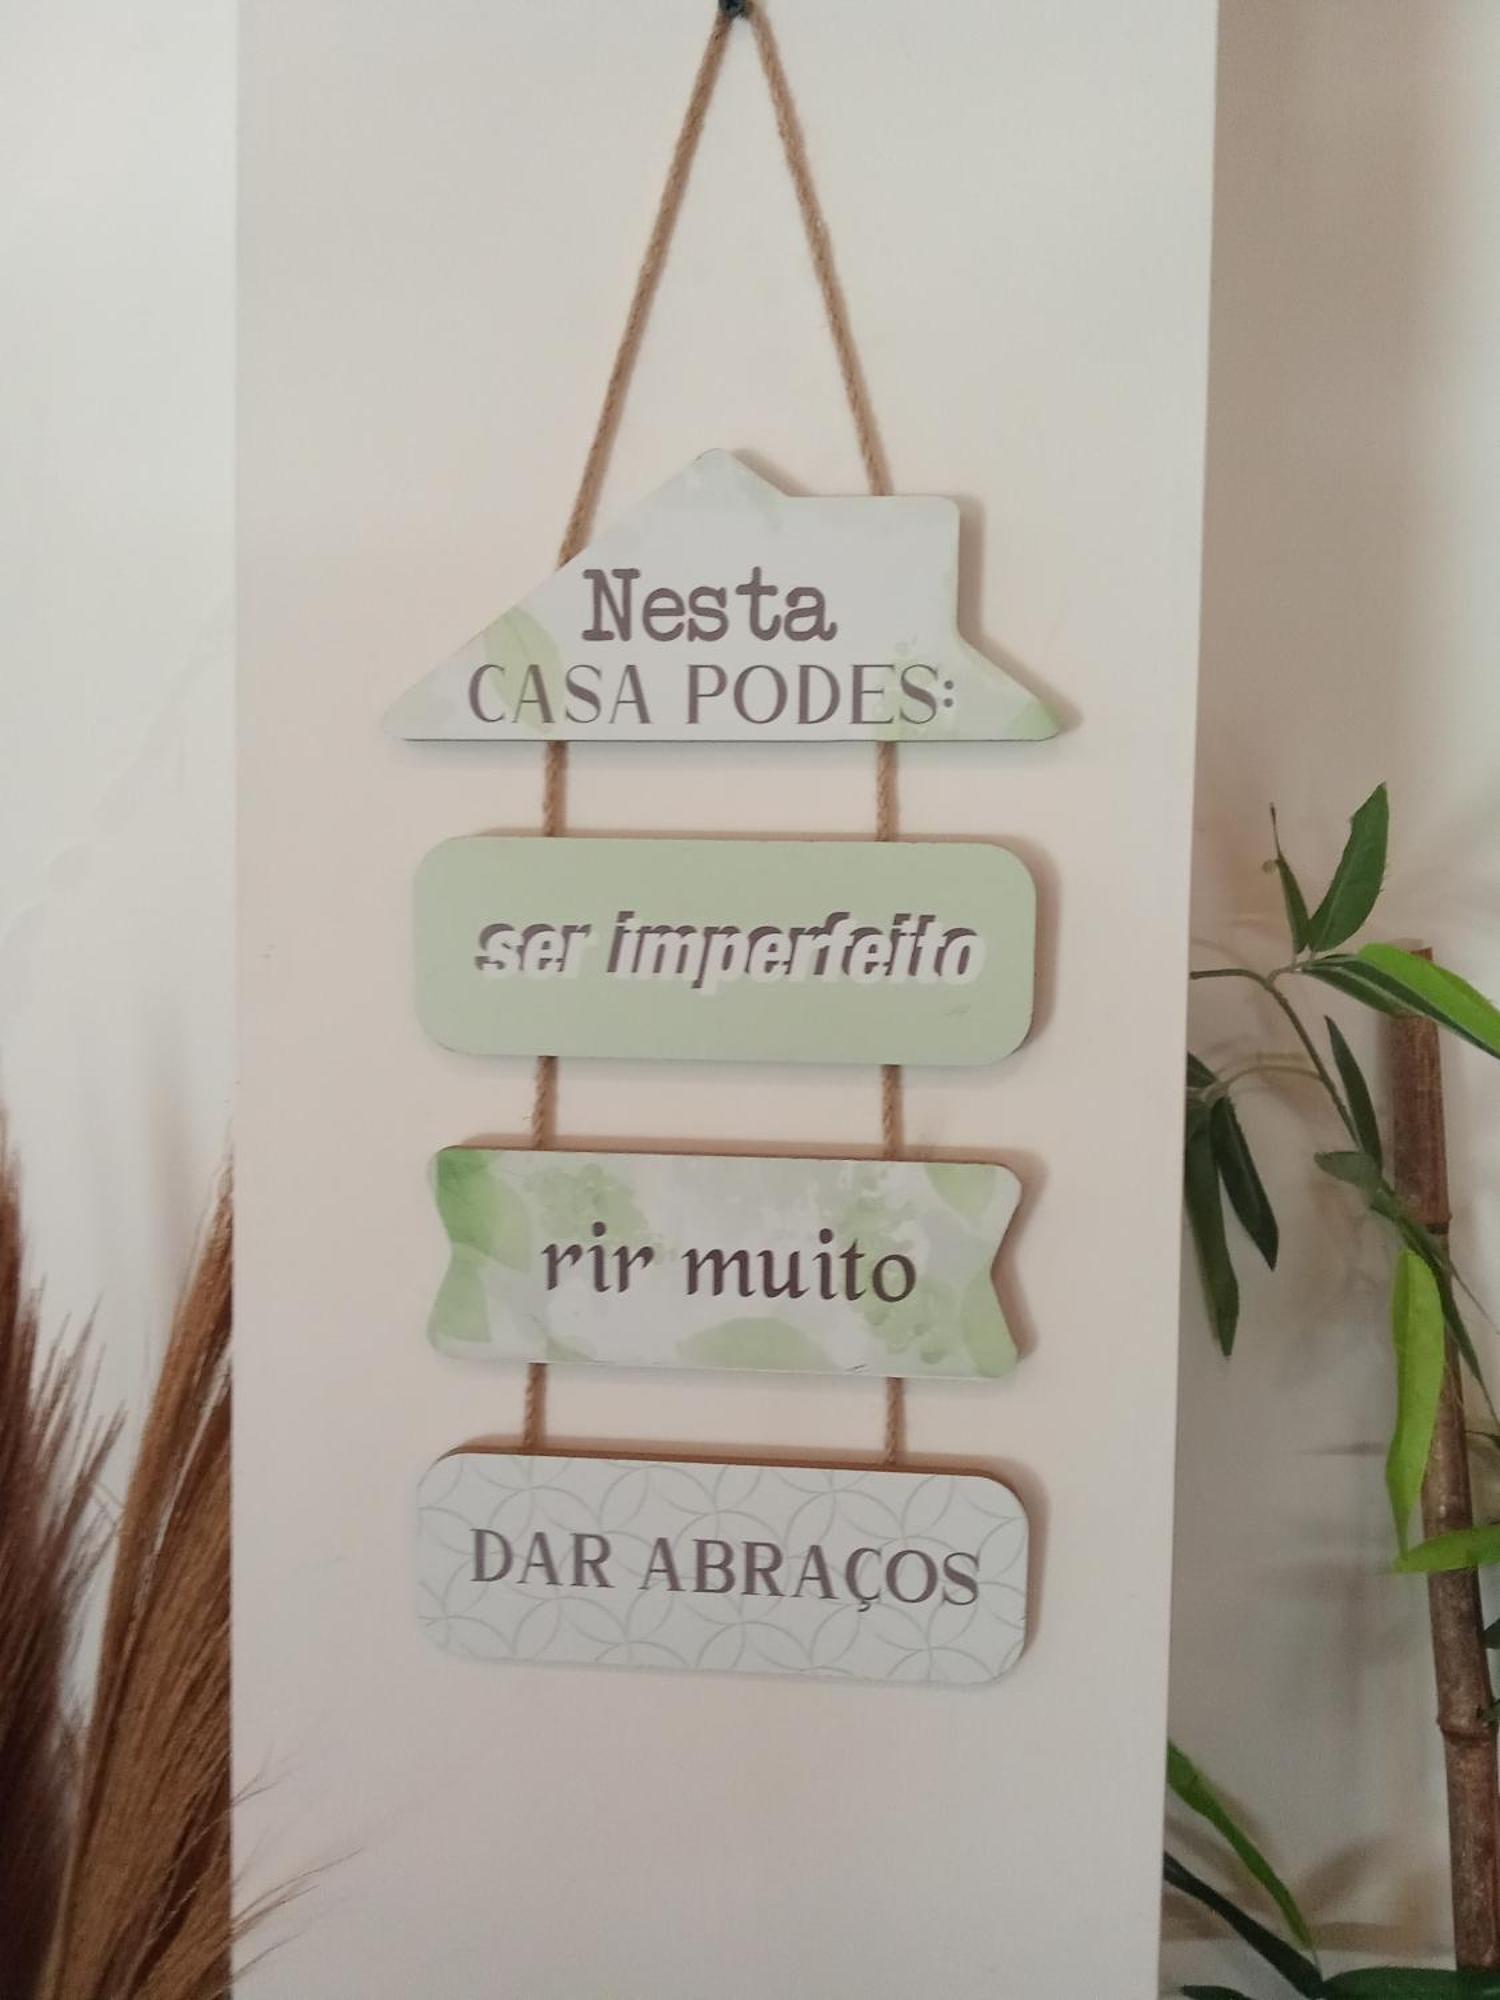 Nesta
CASA PODES:
ser imperfeito
rir muito
DAR ABRAÇOS